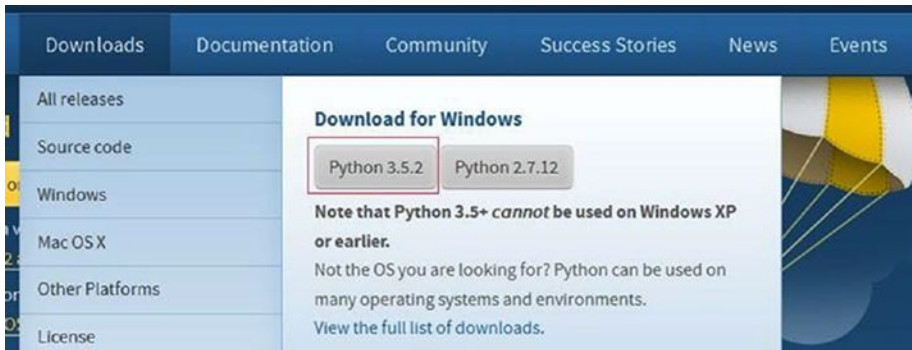 Downloads Documentation Community Success Stories News Events
All releases
Source code
Windows
Mac OS X
Other Platforms
License
Download for Windows
Python 3.5.2 Python 2.7.12
Note that Python 3.5+ cannot be used on Windows XP
or earlier.
Not the OS you are looking for? Python can be used on
many operating systems and environments.
View the full list of downloads.